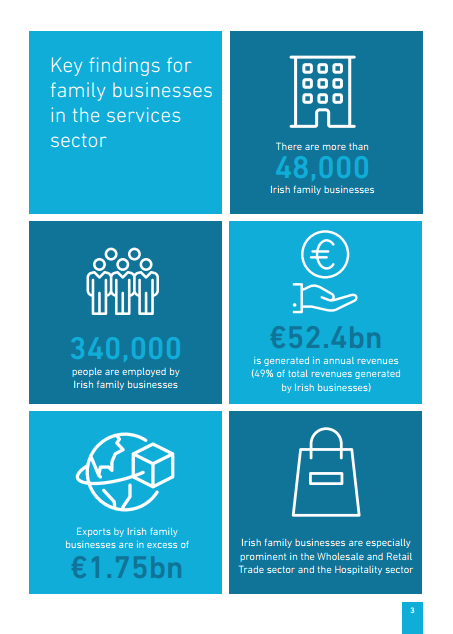 Key findings for
family businesses
in the services
sector
There are more than
48,000
Irish family businesses
340,000
people are employed by
Irish family businesses
€
€52.4bn
is generated in annual revenues
(49% of total revenues generated
by Irish businesses)
Exports by Irish family
businesses are in excess of
€1.75bn
Irish family businesses are especially
prominent in the Wholesale and Retail
Trade sector and the Hospitality sector
3